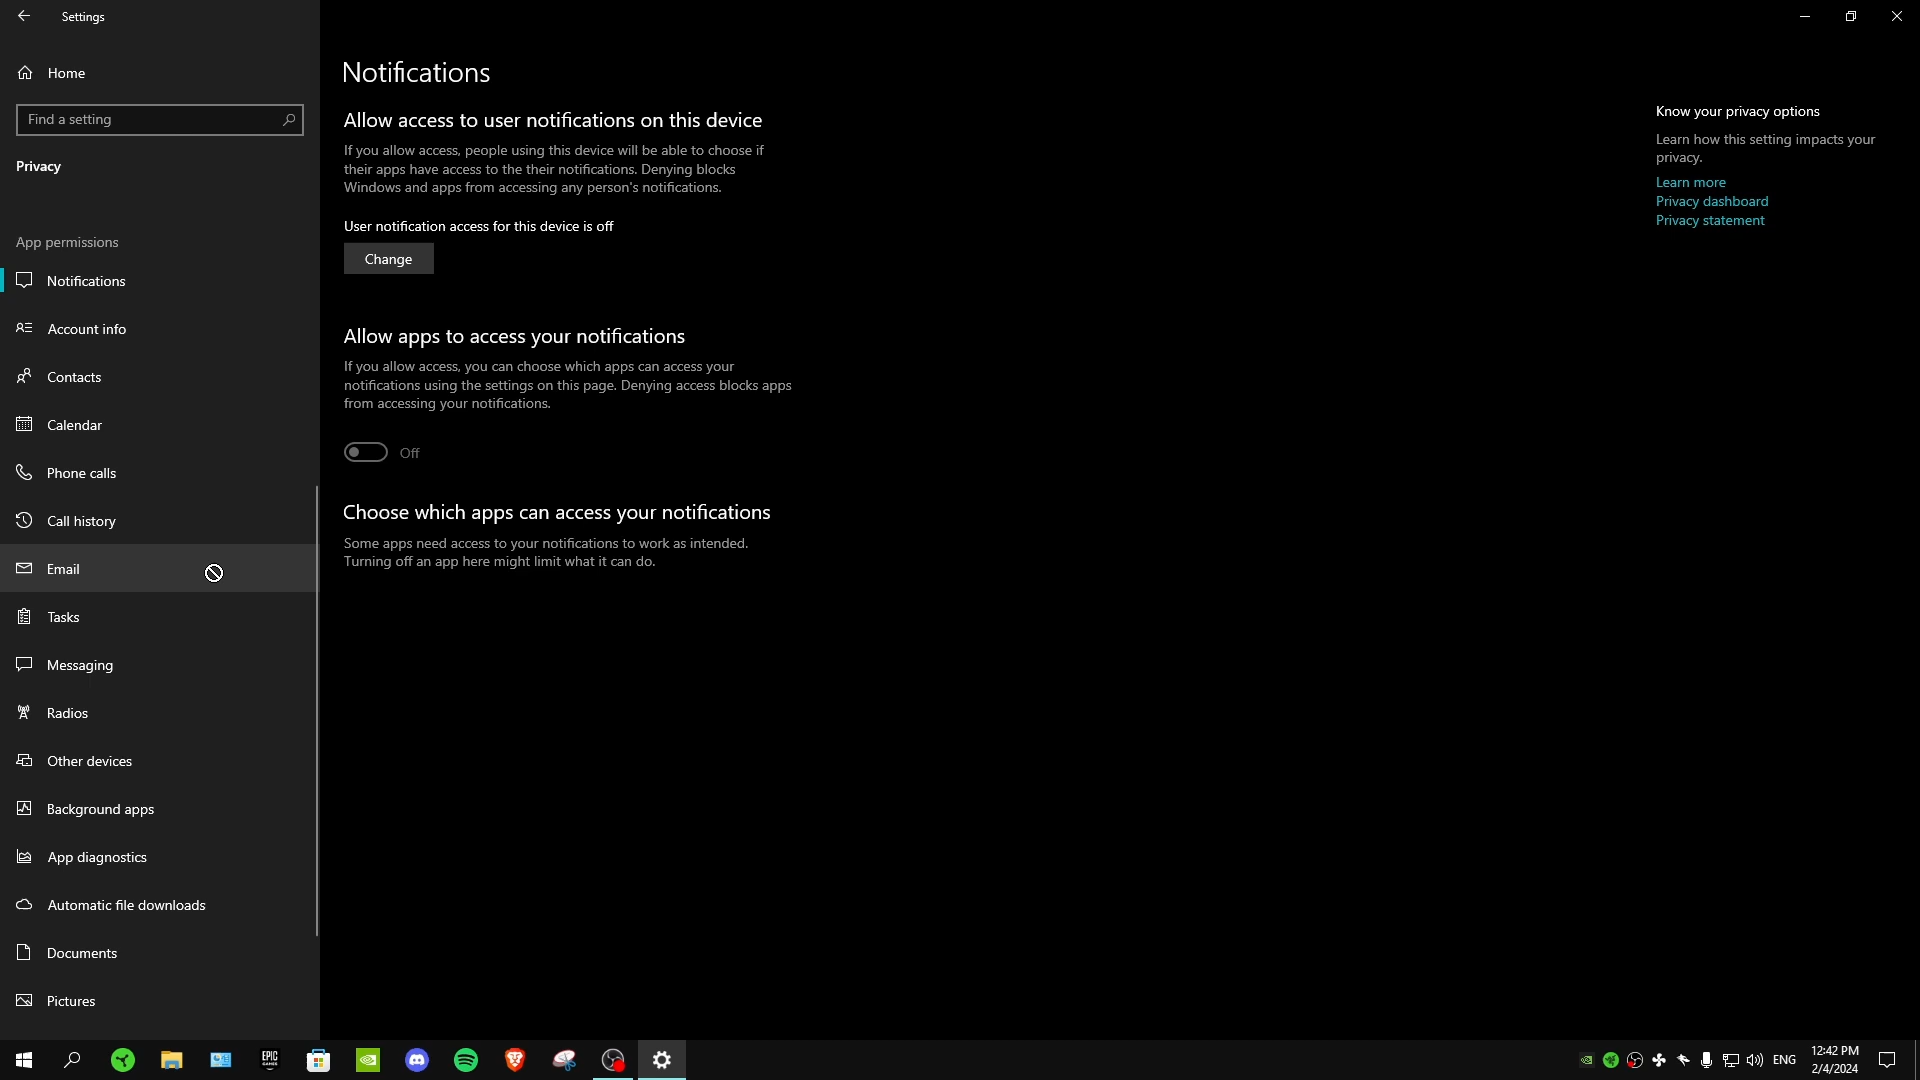 Settings
Home
Find a setting
Privacy
App permissions
Notifications
Account info
Contacts
Calendar
Phone calls
Call history
Email
Tasks
Messaging
Radios
Other devices
Background apps
App diagnostics
Automatic file downloads
Documents
Pictures
Notifications
Allow access to user notifications on this device
If you allow access, people using this device will be able to choose if
their apps have access to the their notifications. Denying blocks
Windows and apps from accessing any person's notifications.
User notification access for this device is off
Change
Allow apps to access your notifications
If you allow access, you can choose which apps can access your
notifications using the settings on this page. Denying access blocks apps
from accessing your notifications.
Off
Choose which apps can access your notifications
Some apps need access to your notifications to work as intended.
Turning off an app here might limit what it can do.
Know your privacy options
Learn how this setting impacts your
privacy.
Learn more
Privacy dashboard
Privacy statement
EPIC
GAMES
ENG
12:42 PM
2/4/2024